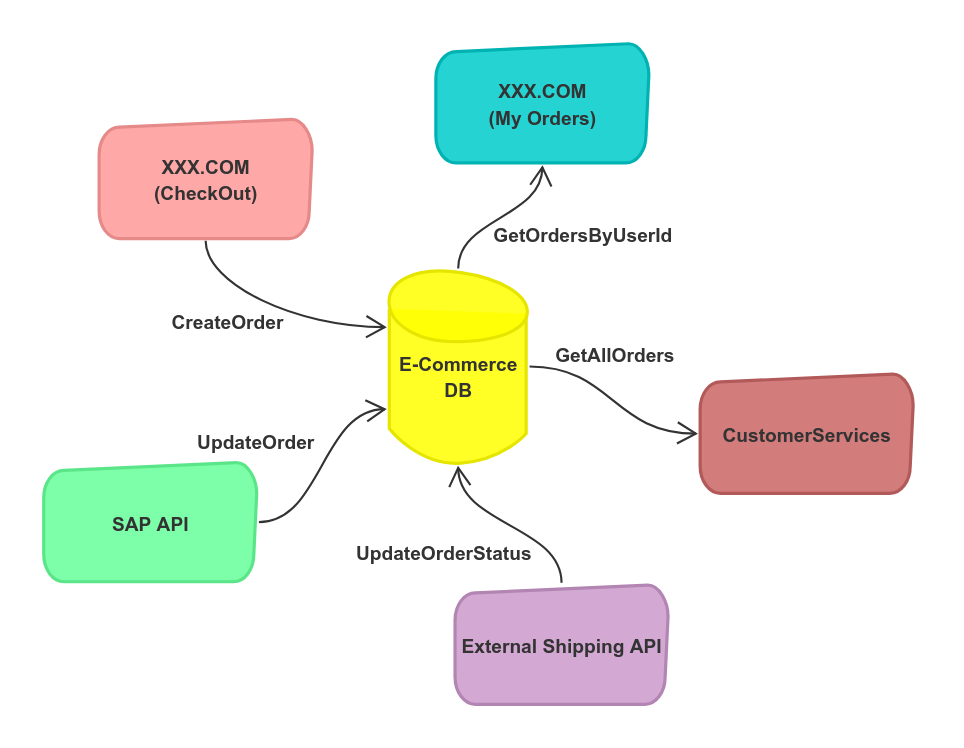 XXX.COM
(My Orders)
XXX.COM
(CheckOut)
GetOrdersByUserId
CreateOrder
GetAllOrders
E-Commerce
DB
CustomerServices
UpdateOrder
SAP API
UpdateOrderStatus
External Shipping API